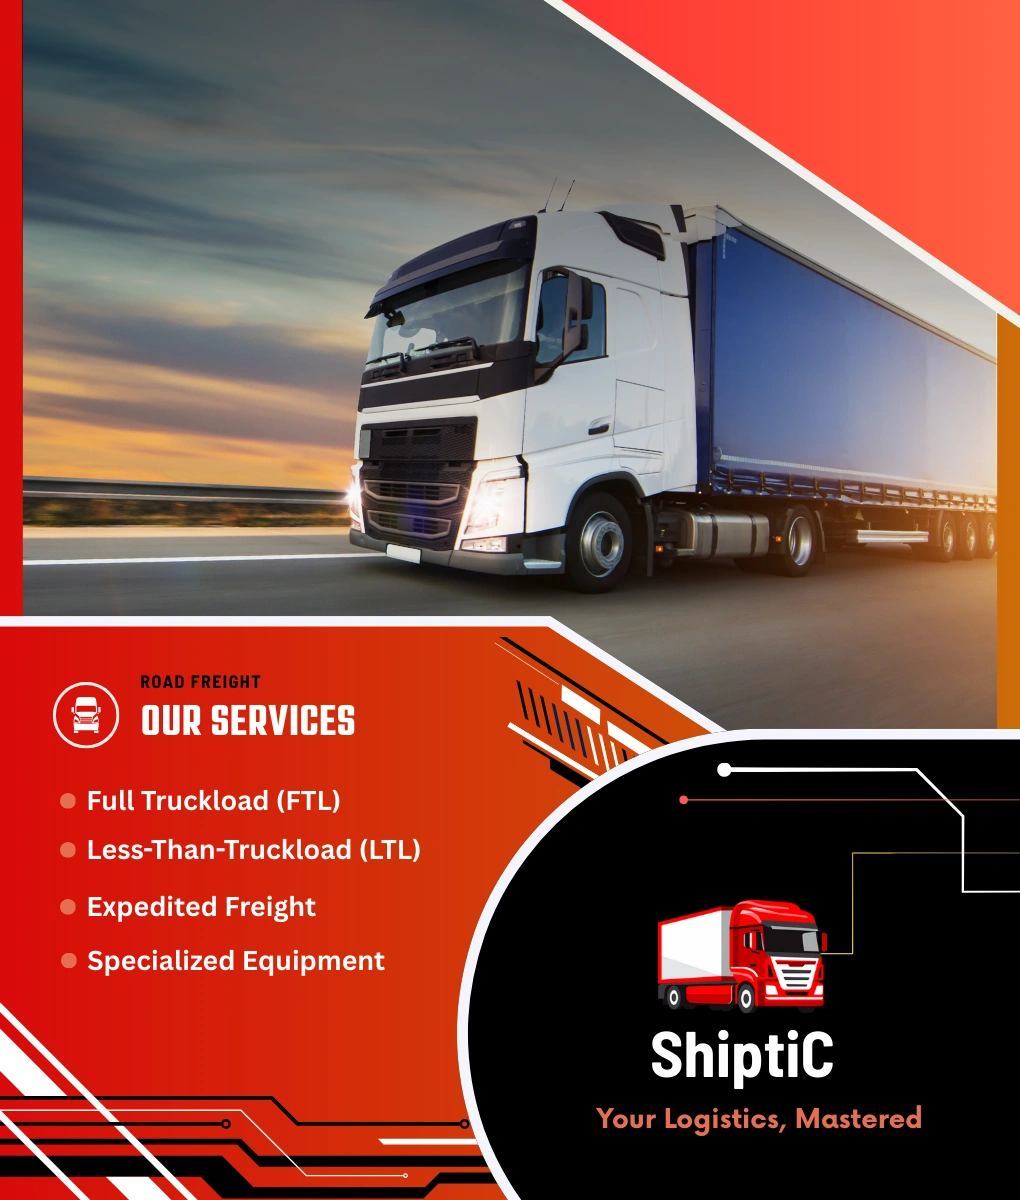 ROAD FREIGHT
OUR SERVICES
Full Truckload (FTL)
Less-Than-Truckload (LTL)
Expedited Freight
Specialized Equipment
ShiptiC
Your Logistics, Mastered